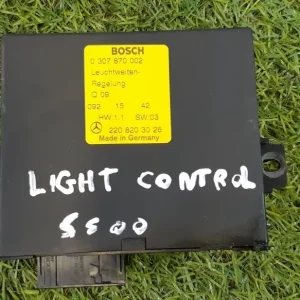 BOSCH
0 307 870 002
Leuchtweiten-
Regelung
Q 06
092 15 42
HW:1.1 SW:03
220 820 30 26
Made in Germany
LIGHT CONTROL
S500